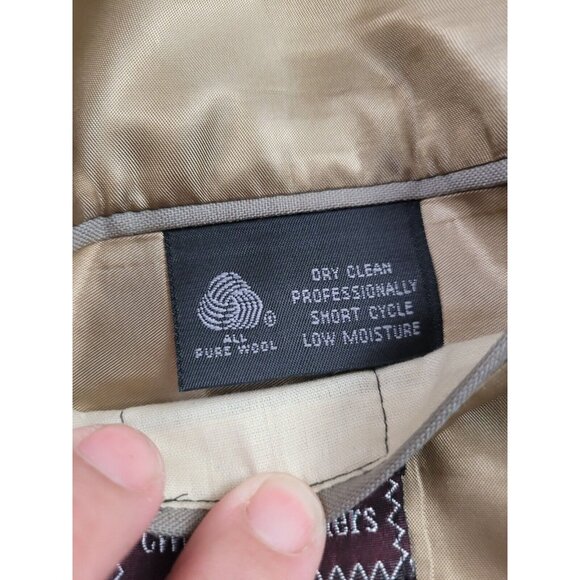 ALL
PURE WOOL
DRY CLEAN
PROFESSIONALLY
SHORT CYCLE
LOW MOISTURE